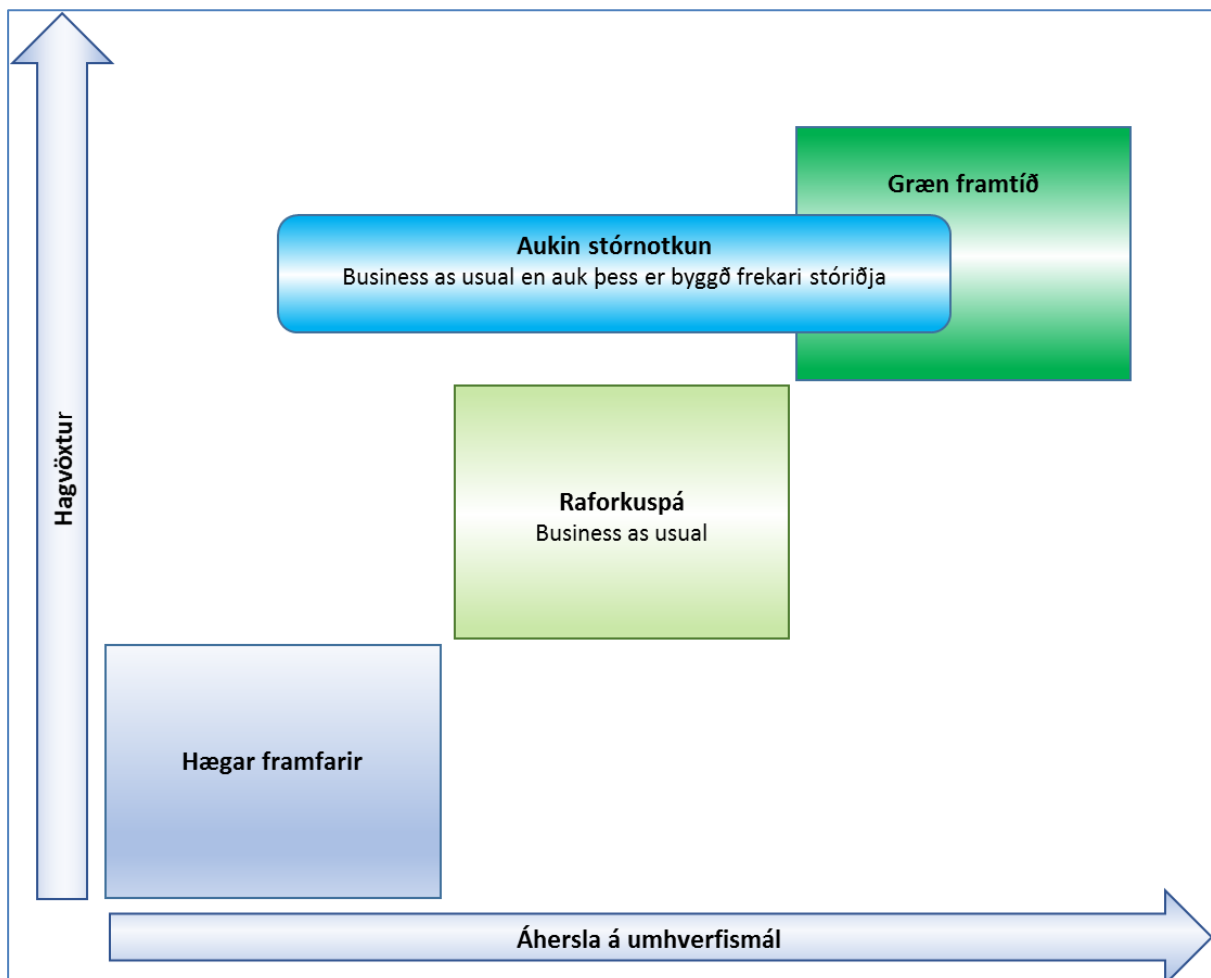 Græn framtíð
Aukin stórnotkun
Business as usual en auk þess er byggð frekari stóriðja
Hagvöxtur
Raforkuspá
Business as usual
Hægar framfarir
Áhersla á umhverfismál